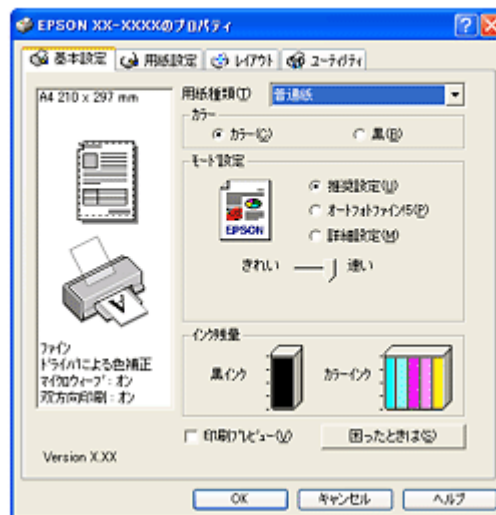 EPSON XX-XXXXのプロパティ
基本設定 用紙設定 レイアウト ユーティリティ
A4 210 x 297 mm
用紙種類(T) 普通紙
カラー
カラー(C) 黒(B)
モード設定
EPSON
推奨設定(U)
オートフォトファイン!5(P)
詳細設定(M)
きれい 速い
A
ファイン
ドライバによる色補正
マイクロウィーブ : オン
双方向印刷 : オン
インク残量
黒インク カラーインク
印刷プレビュー(V) 困ったときは(S)
Version X.XX
OK キャンセル ヘルプ